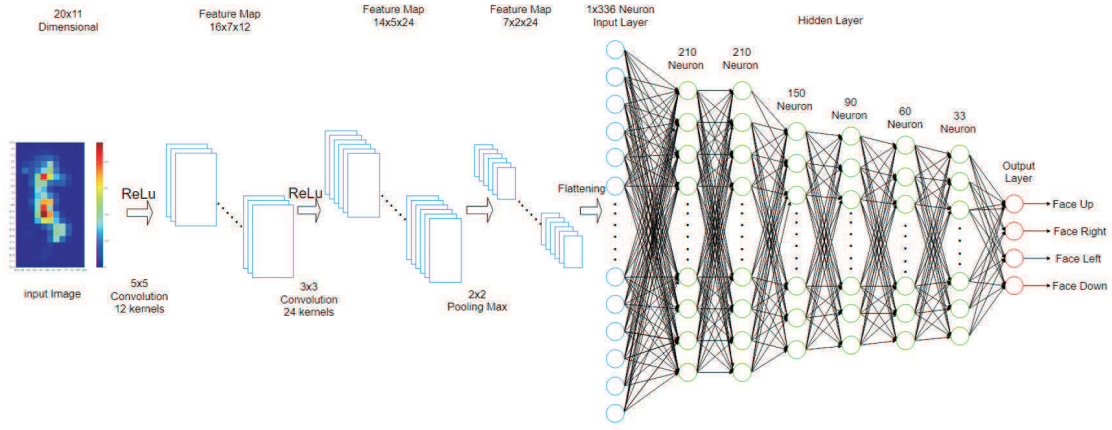 20x11
Dimensional
Feature Map
16x7x12
Feature Map
14x5x24
Feature Map
7x2x24
1x336 Neuron
Input Layer
Hidden Layer
210
Neuron
210
Neuron
150
Neuron
90
Neuron
60
Neuron
33
Neuron
Output
Layer
ReLu
ReLu
Flattening
Face Up
Face Right
Face Left
Face Down
input Image
5x5
Convolution
12 kernels
3x3
Convolution
24 kernels
2x2
Pooling Max